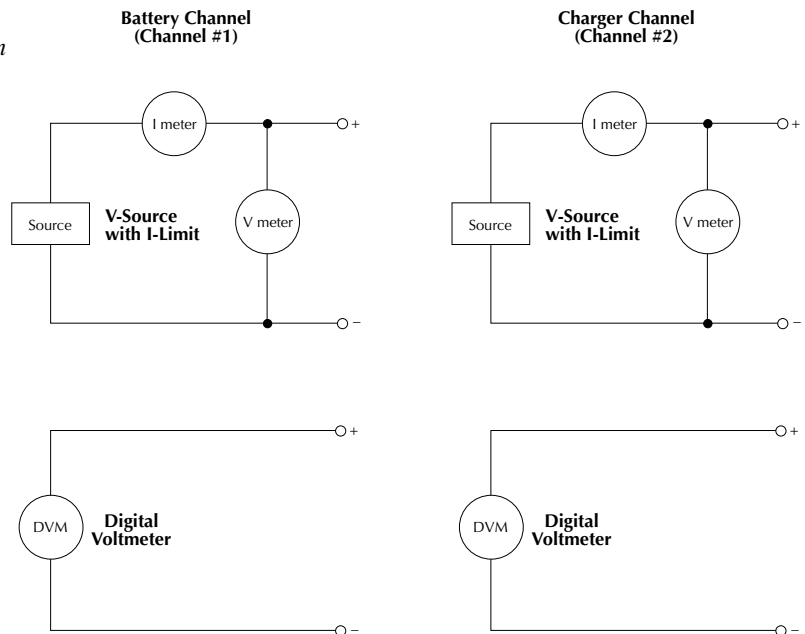 Battery Channel
(Channel #1)
Charger Channel
(Channel #2)
I meter
+
I meter
+
Source
V-Source
with I-Limit
V meter
Source
V-Source
with I-Limit
V meter
–
–
+
+
DVM
Digital
Voltmeter
DVM
Digital
Voltmeter
–
–